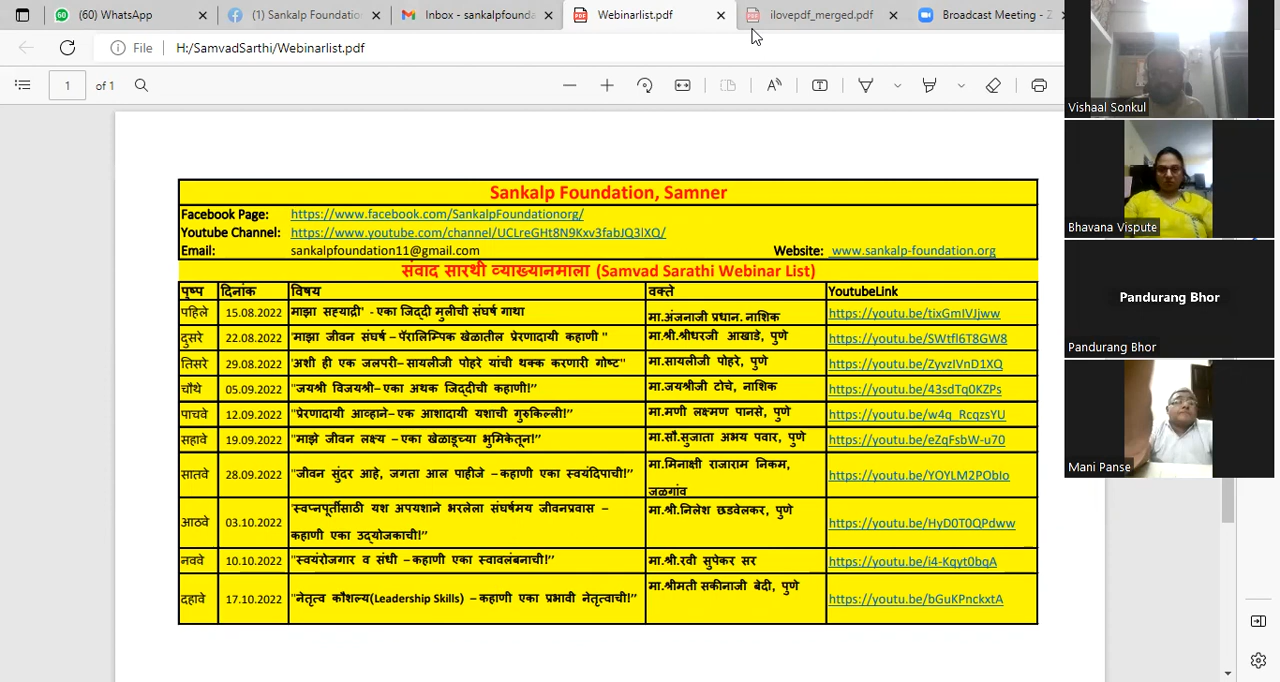 (60) WhatsApp
(1) Sankalp Foundatio
Inbox - sankalpfounda
Webinarlist.pdf
ilovepdf_merged.pdf
Broadcast Meeting - Z
File H:/SamvadSarthi/Webinarlist.pdf
1 of 1
Sankalp Foundation, Samner
Facebook Page: https://www.facebook.com/SankalpFoundationorg/
Youtube Channel: https://www.youtube.com/channel/UCLreGHt8N9Kxv3fabJQ3lXQ/
Email: sankalpfoundation11@gmail.com Website: www.sankalp-foundation.org
संवाद सारथी व्याख्यानमाला (Samvad Sarathi Webinar List)
पुष्प दिनांक विषय वक्ते YoutubeLink
पहिले 15.08.2022 माझा सह्याद्री' - एका जिद्दी मुलीची संघर्ष गाथा मा.अंजनाजी प्रधान. नाशिक https://youtu.be/tixGmIVJjww
दुसरे 22.08.2022 'माझा जीवन संघर्ष – पॅरालिम्पिक खेळातील प्रेरणादायी कहाणी " मा.श्री.श्रीधरजी आखाडे, पुणे https://youtu.be/SWtfl6T8GW8
तिसरे 29.08.2022 'अशी ही एक जलपरी– सायलीजी पोहरे यांची थक्क करणारी गोष्ट" मा.सायलीजी पोहरे, पुणे https://youtu.be/ZyvzIVnD1XQ
चौथे 05.09.2022 "जयश्री विजयश्री– एका अथक जिद्दीची कहाणी!" मा.जयश्रीजी टोचे, नाशिक https://youtu.be/43sdTq0KZPs
पाचवे 12.09.2022 "प्रेरणादायी आव्हाने– एक आशादायी यशाची गुरुकिल्ली!" मा.मणी लक्ष्मण पानसे, पुणे https://youtu.be/w4q_RcqzsYU
सहावे 19.09.2022 "माझे जीवन लक्ष्य – एका खेळाडूच्या भुमिकेतून!" मा.सौ.सुजाता अभय पवार, पुणे https://youtu.be/eZqFsbW-u70
सातवे 28.09.2022 "जीवन सुंदर आहे, जगता आल पाहीजे – कहाणी एका स्वयंदिपाची!" मा.मिनाक्षी राजाराम निकम, https://youtu.be/YOYLM2PObIo
जळगांव
आठवे 03.10.2022 'स्वप्नपूर्तीसाठी यश अपयशाने भरलेला संघर्षमय जीवनप्रवास – मा.श्री.निलेश छडवेलकर, पुणे https://youtu.be/HyD0T0QPdww
कहाणी एका उद्योजकाची!"
नववे 10.10.2022 "स्वयंरोजगार व संधी – कहाणी एका स्वावलंबनाची!" मा.श्री.रवी सुपेकर सर https://youtu.be/i4-Kqyt0bqA
दहावे 17.10.2022 "नेतृत्व कौशल्य(Leadership Skills) – कहाणी एका प्रभावी नेतृत्वाची!" मा.श्रीमती सकीनाजी बेदी, पुणे https://youtu.be/bGuKPnckxtA
Vishaal Sonkul
Bhavana Vispute
Pandurang Bhor
Pandurang Bhor
Mani Panse